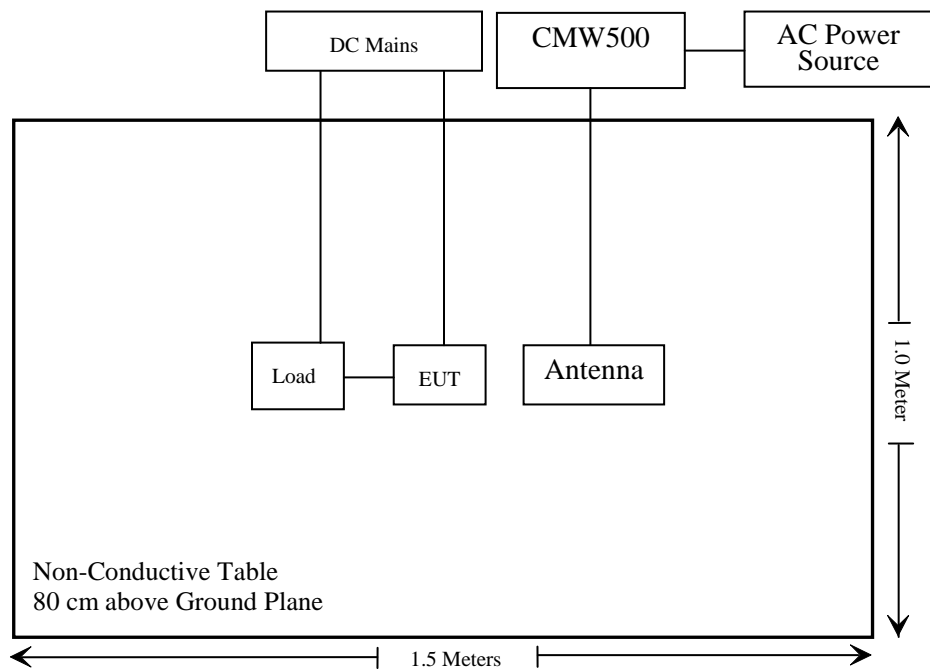 DC Mains
CMW500
AC Power
Source
Load
EUT
Antenna
1.0 Meter
Non-Conductive Table
80 cm above Ground Plane
1.5 Meters